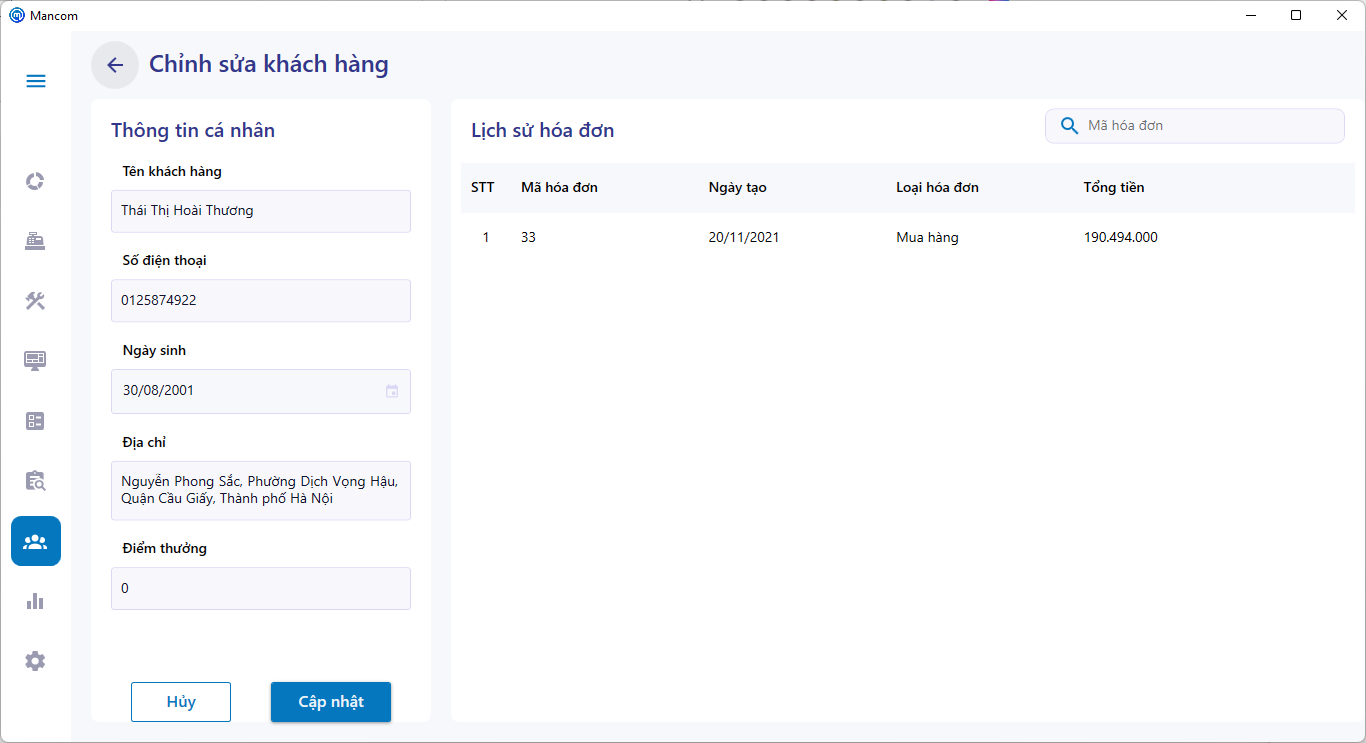 Mancom
Chỉnh sửa khách hàng
Thông tin cá nhân
Tên khách hàng
Thái Thị Hoài Thương
Số điện thoại
0125874922
Ngày sinh
30/08/2001
Địa chỉ
Nguyễn Phong Sắc, Phường Dịch Vọng Hậu,
Quận Cầu Giấy, Thành phố Hà Nội
Điểm thưởng
0
Hủy Cập nhật
Lịch sử hóa đơn
Mã hóa đơn
STT Mã hóa đơn Ngày tạo Loại hóa đơn Tổng tiền
1 33 20/11/2021 Mua hàng 190.494.000